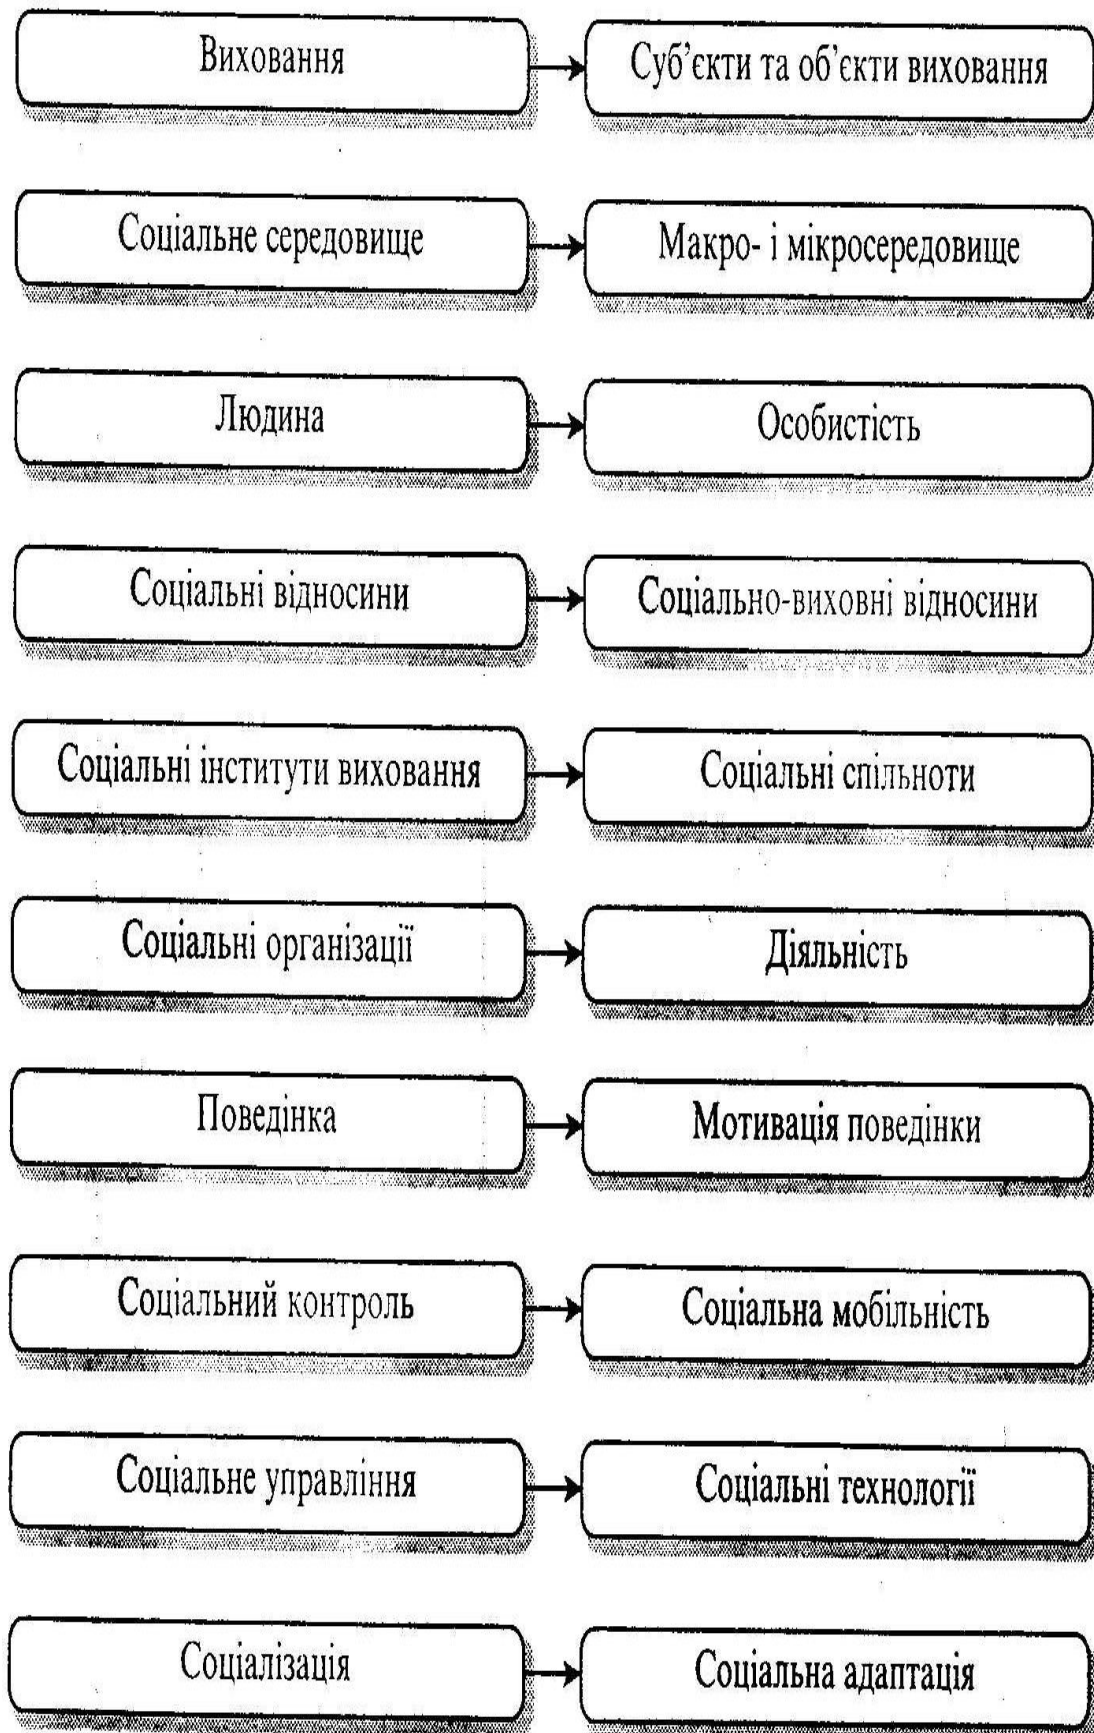 Виховання
Суб’єкти та об’єкти виховання
Соціальне середовище
Макро- і мікросередовище
Людина
Особистість
Соціальні відносини
Соціально-виховні відносини
Соціальні інститути виховання
Соціальні спільноти
Соціальні організації
Діяльність
Поведінка
Мотивація поведінки
Соціальний контроль
Соціальна мобільність
Соціальне управління
Соціальні технології
Соціалізація
Соціальна адаптація